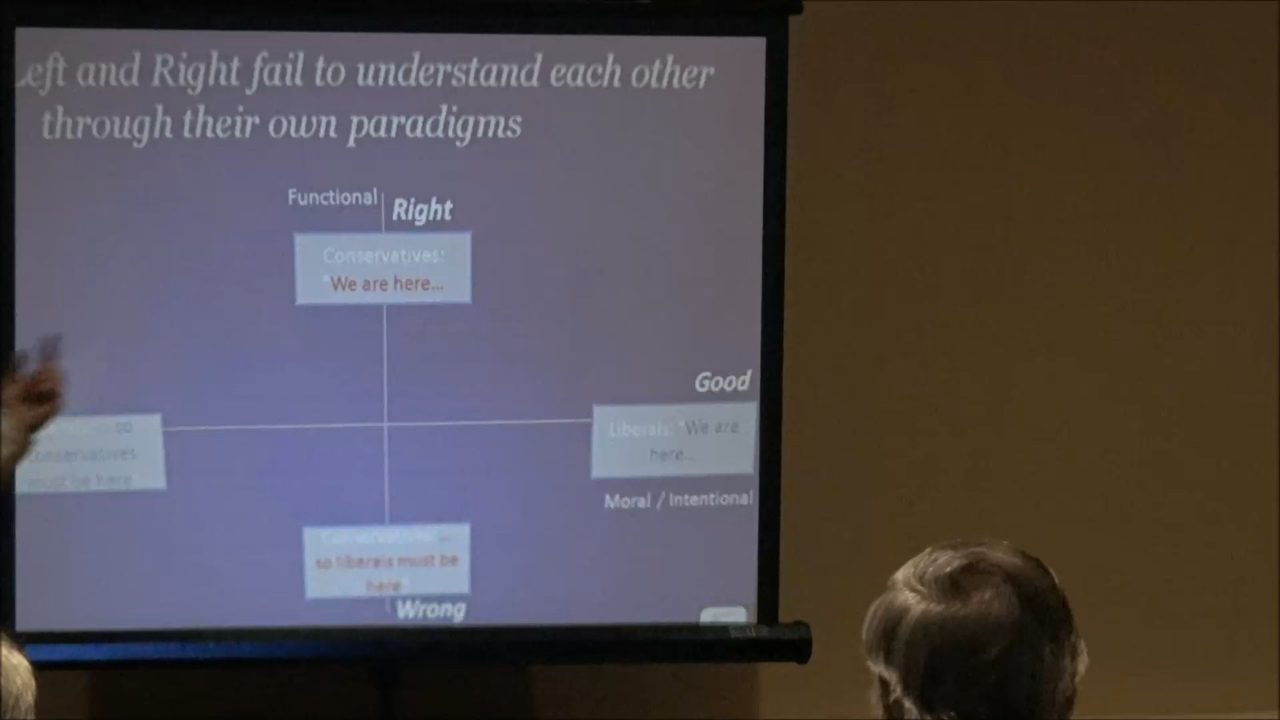 eft and Right fail to understand each other
through their own paradigms
Functional
Right
Conservatives:
"We are here...
Good
Liberals: "We are
here...
so
Conservatives
must be here
Moral / Intentional
Conservatives: ...
so liberals must be
here"
Wrong